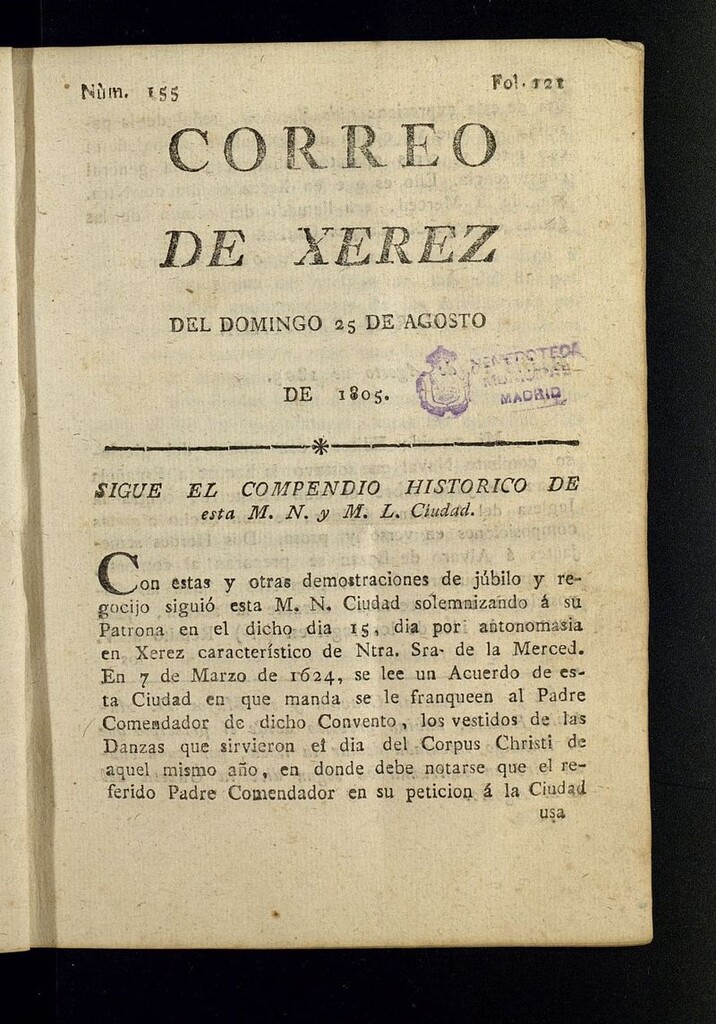 Nùm. 155
Fol. 121
CORREO
DE XEREZ
DEL DOMINGO 25 DE AGOSTO
DE 1805.
HEMEROTECA
MUNICIPAL
MADRID
SIGUE EL COMPENDIO HISTORICO DE
esta M. N. y M. L. Ciudad.
Con estas y otras demostraciones de júbilo y re-
gocijo siguió esta M. N. Ciudad solemnizando á su
Patrona en el dicho dia 15, dia por antonomasia
en Xerez característico de Ntra. Sra. de la Merced.
En 7 de Marzo de 1624, se lee un Acuerdo de es-
ta Ciudad en que manda se le franqueen al Padre
Comendador de dicho Convento, los vestidos de las
Danzas que sirvieron el dia del Corpus Christi de
aquel mismo año, en donde debe notarse que el re-
ferido Padre Comendador en su peticion á la Ciudad
usa